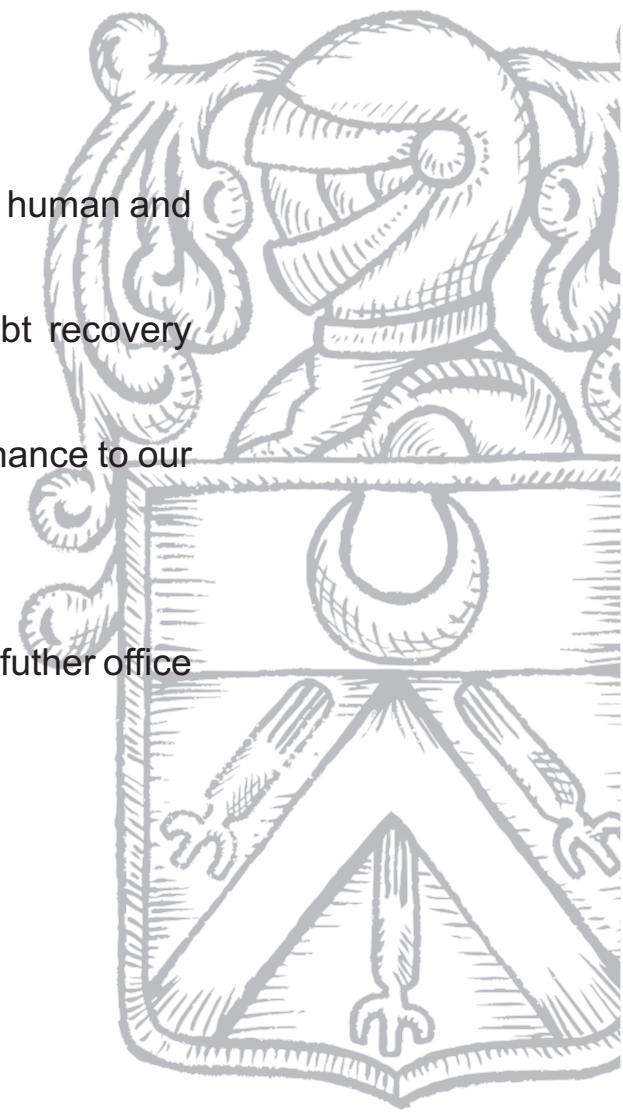 human and
bt recovery
nance to our
futher office